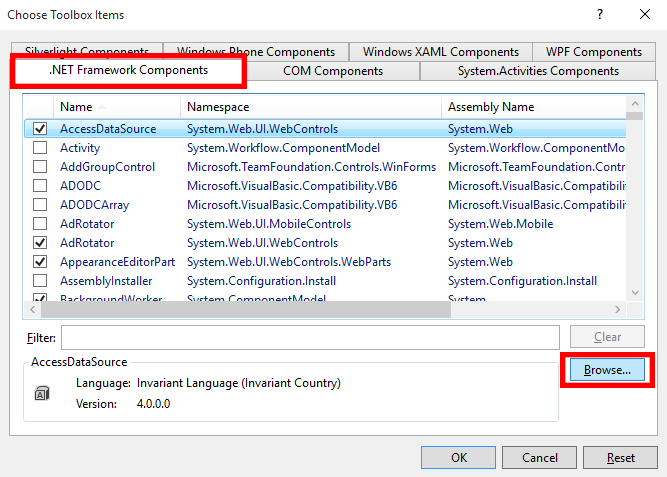 Choose Toolbox Items ? ×
Silverlight Components Windows Phone Components Windows XAML Components WPF Components
.NET Framework Components COM Components System.Activities Components
Name Namespace Assembly Name
AccessDataSource System.Web.UI.WebControls System.Web
Activity System.Workflow.ComponentModel System.Workflow.ComponentMo
AddGroupControl Microsoft.TeamFoundation.Controls.WinForms Microsoft.TeamFoundation.Contr
ADODC Microsoft.VisualBasic.Compatibility.VB6 Microsoft.VisualBasic.Compatibili
ADODCArray Microsoft.VisualBasic.Compatibility.VB6 Microsoft.VisualBasic.Compatibili
AdRotator System.Web.UI.MobileControls System.Web.Mobile
AdRotator System.Web.UI.WebControls System.Web
AppearanceEditorPart System.Web.UI.WebControls.WebParts System.Web
AssemblyInstaller System.Configuration.Install System.Configuration.Install
BackgroundWorker System.ComponentModel System
Filter: Clear
AccessDataSource Browse...
Language: Invariant Language (Invariant Country)
Version: 4.0.0.0
OK Cancel Reset